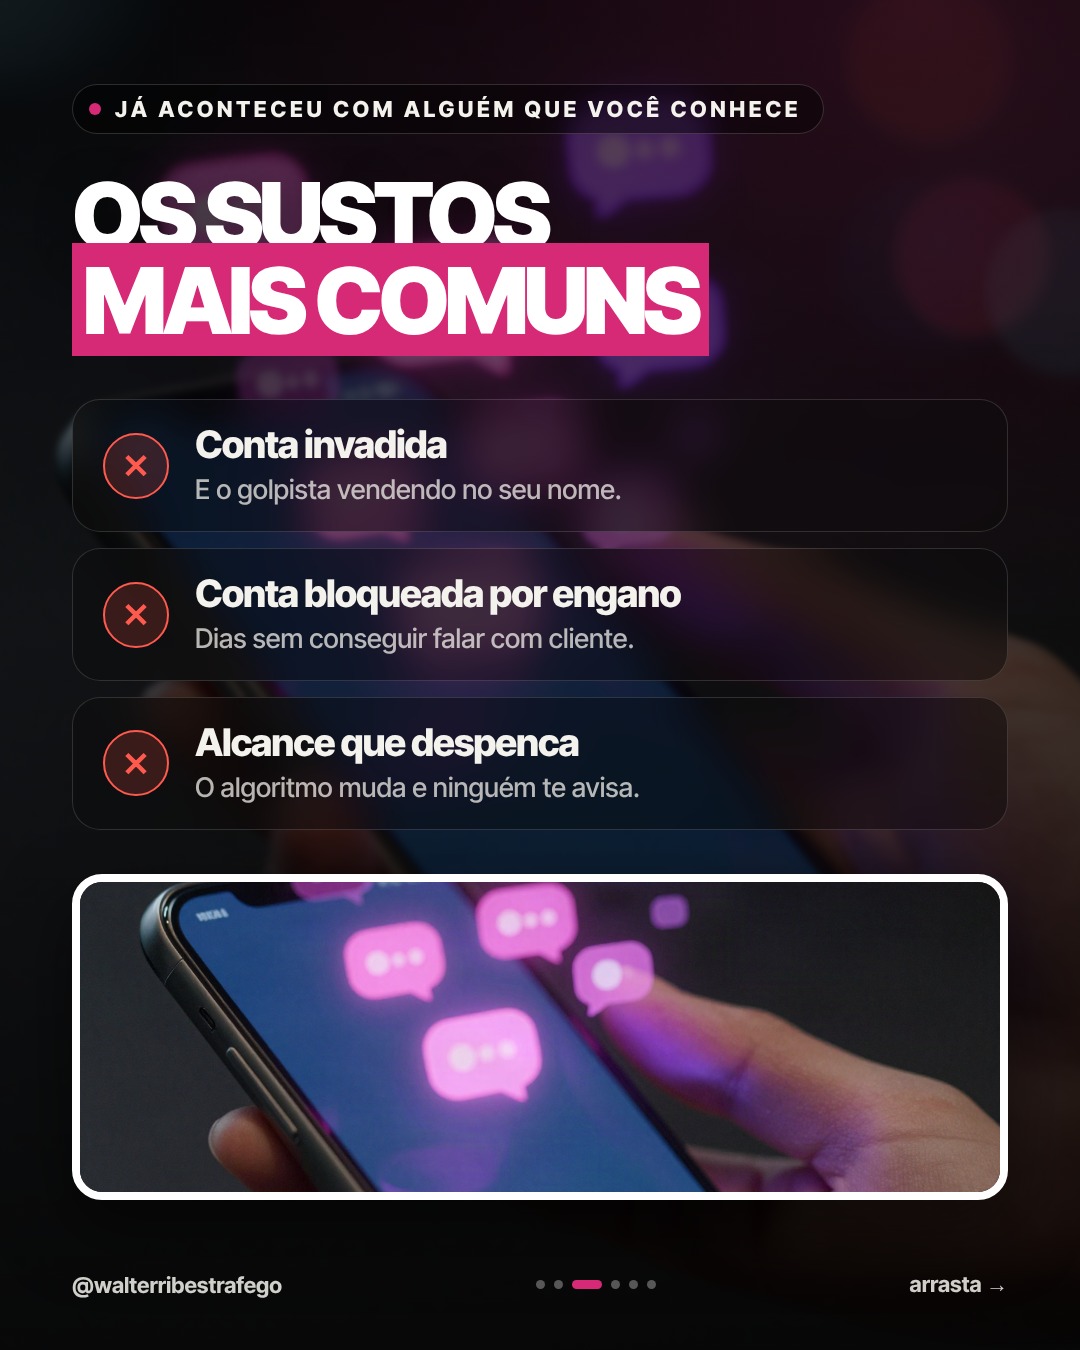 JÁ ACONTECEU COM ALGUÉM QUE VOCÊ CONHECE
OS SUSTOS
MAIS COMUNS
Conta invadida
E o golpista vendendo no seu nome.
Conta bloqueada por engano
Dias sem conseguir falar com cliente.
Alcance que despenca
O algoritmo muda e ninguém te avisa.
@walterribestrafego
arrasta →